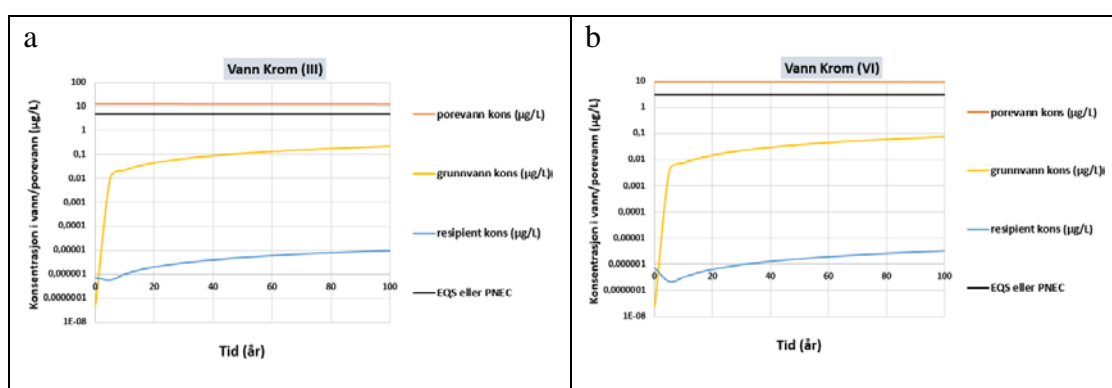 a
Vann Krom (III)
Konsentrasjon i vann/porevann (µg/L)
100
10
1
0,1
0,01
0,001
0,0001
0,00001
0,000001
0,0000001
1E-08
0 20 40 60 80 100
Tid (år)
porevann kons (µg/L)
grunnvann kons (µg/L)i
resipient kons (µg/L)
EQS eller PNEC
b
Vann Krom (VI)
Konsentrasjon i vann/porevann (µg/L)
10
1
0,1
0,01
0,001
0,0001
0,00001
0,000001
0,0000001
1E-08
0 20 40 60 80 100
Tid (år)
porevann kons (µg/L)
grunnvann kons (µg/L)i
resipient kons (µg/L)
EQS eller PNEC